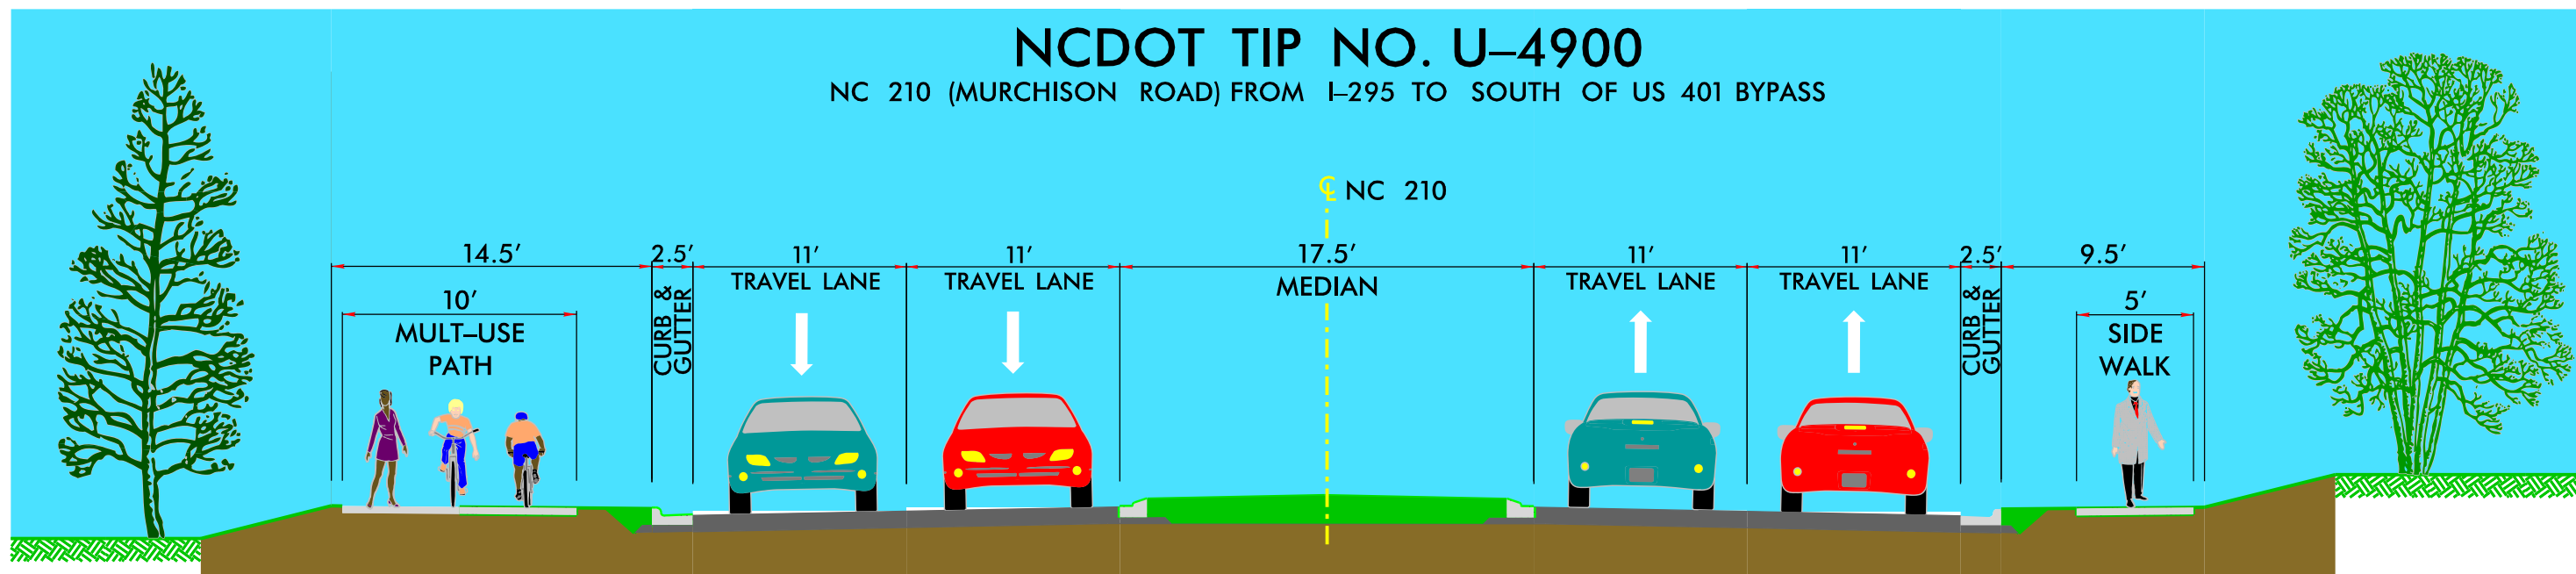 NCDOT TIP NO. U–4900
NC 210 (MURCHISON ROAD) FROM I–295 TO SOUTH OF US 401 BYPASS
℄ NC 210
14.5′ 2.5′ 11′ 11′ 17.5′ 11′ 11′ 2.5′ 9.5′
TRAVEL LANE TRAVEL LANE MEDIAN TRAVEL LANE TRAVEL LANE
CURB &
GUTTER
CURB &
GUTTER
10′
MULT–USE
PATH
5′
SIDE
WALK